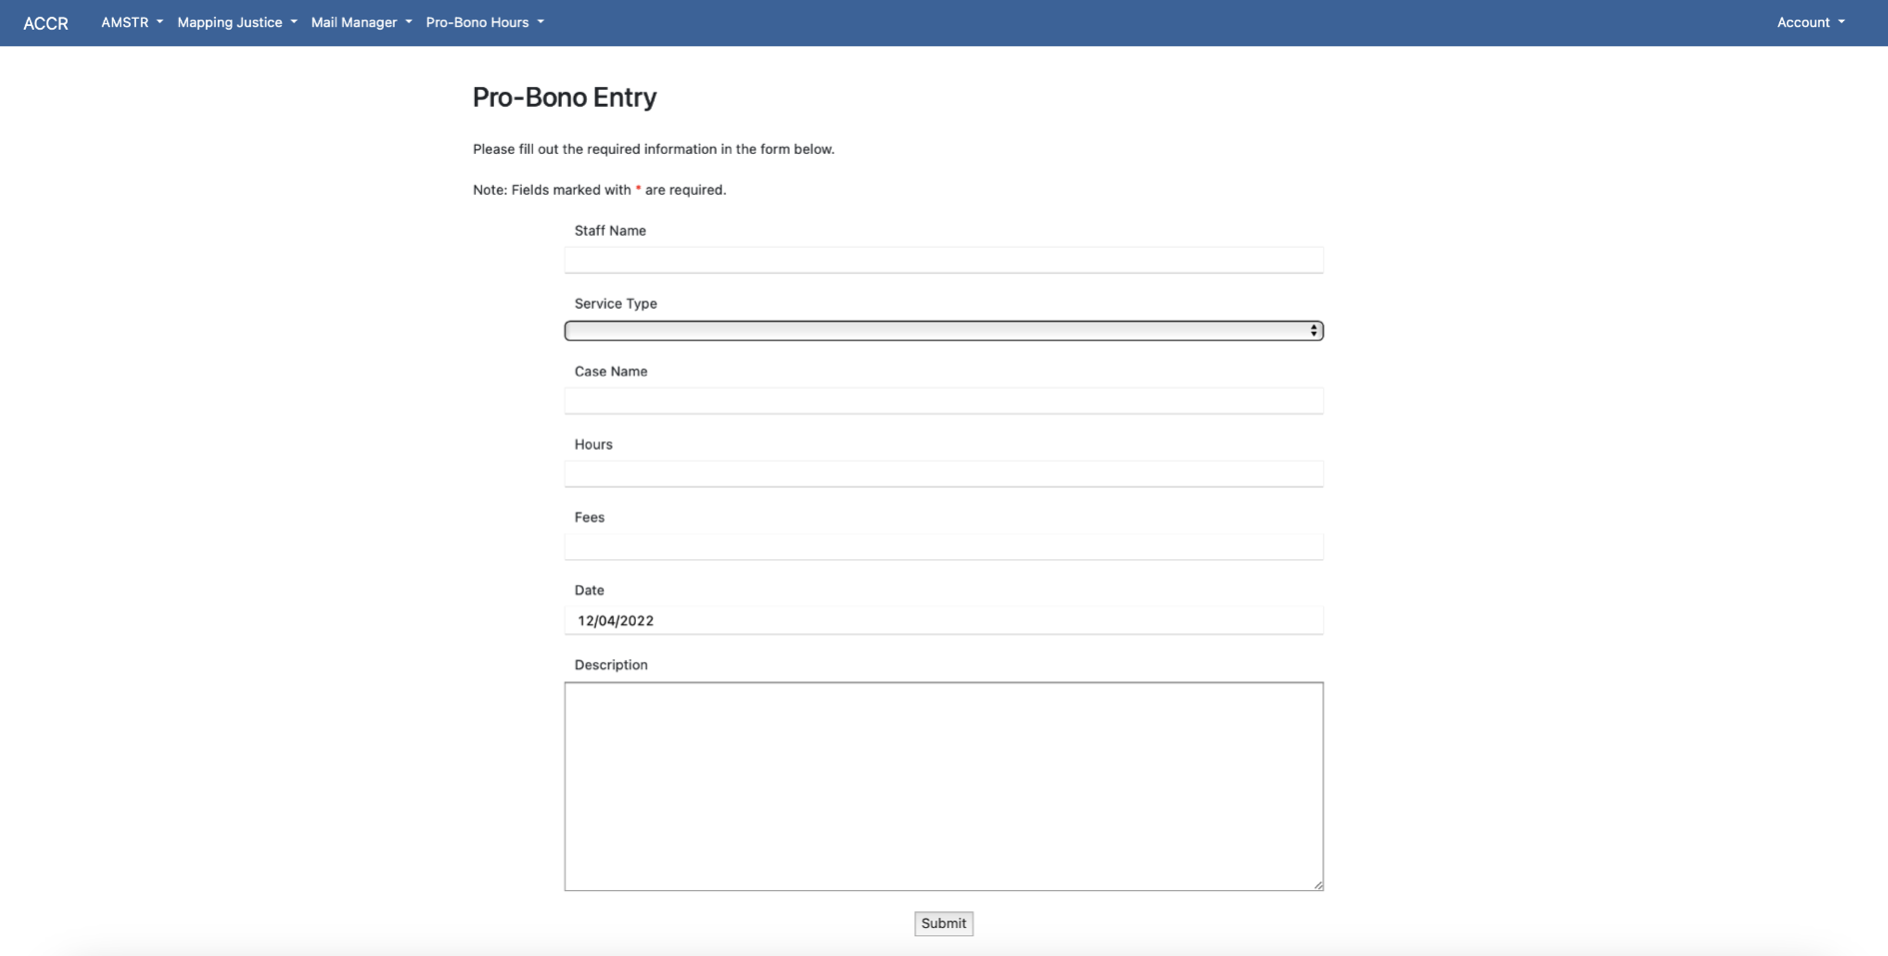 ACCR AMSTR Mapping Justice Mail Manager Pro-Bono Hours Account
Pro-Bono Entry
Please fill out the required information in the form below.
Note: Fields marked with * are required.
Staff Name
Service Type
Case Name
Hours
Fees
Date
12/04/2022
Description
Submit